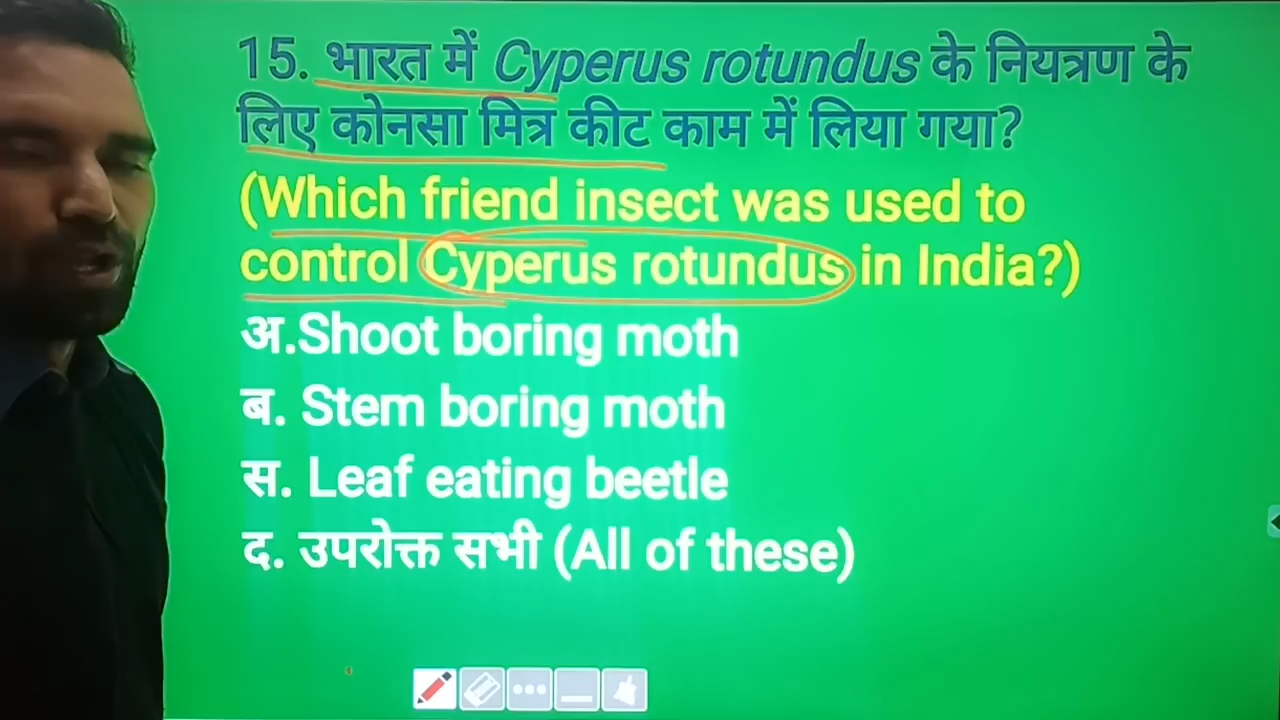 15. भारत में Cyperus rotundus के नियत्रण के
लिए कोनसा मित्र कीट काम में लिया गया?
(Which friend insect was used to
control Cyperus rotundus in India?)
अ.Shoot boring moth
ब. Stem boring moth
स. Leaf eating beetle
द. उपरोक्त सभी (All of these)